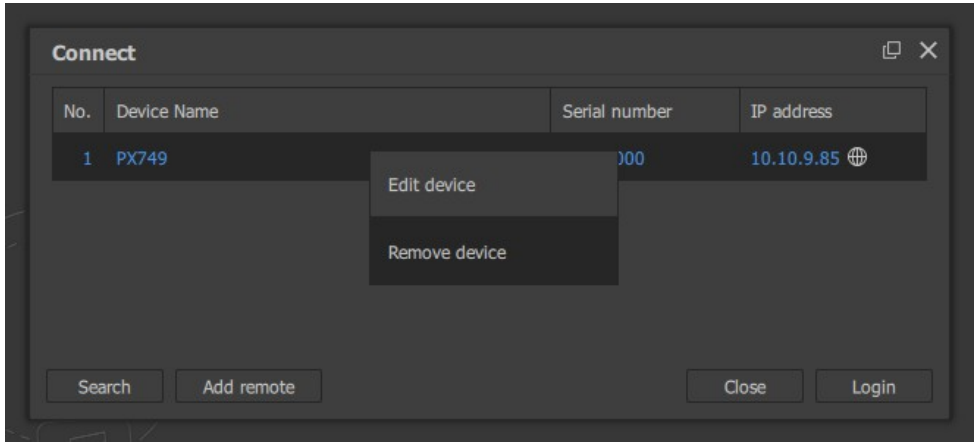 Connect
No. Device Name Serial number IP address
1 PX749 000 10.10.9.85
Edit device
Remove device
Search Add remote Close Login